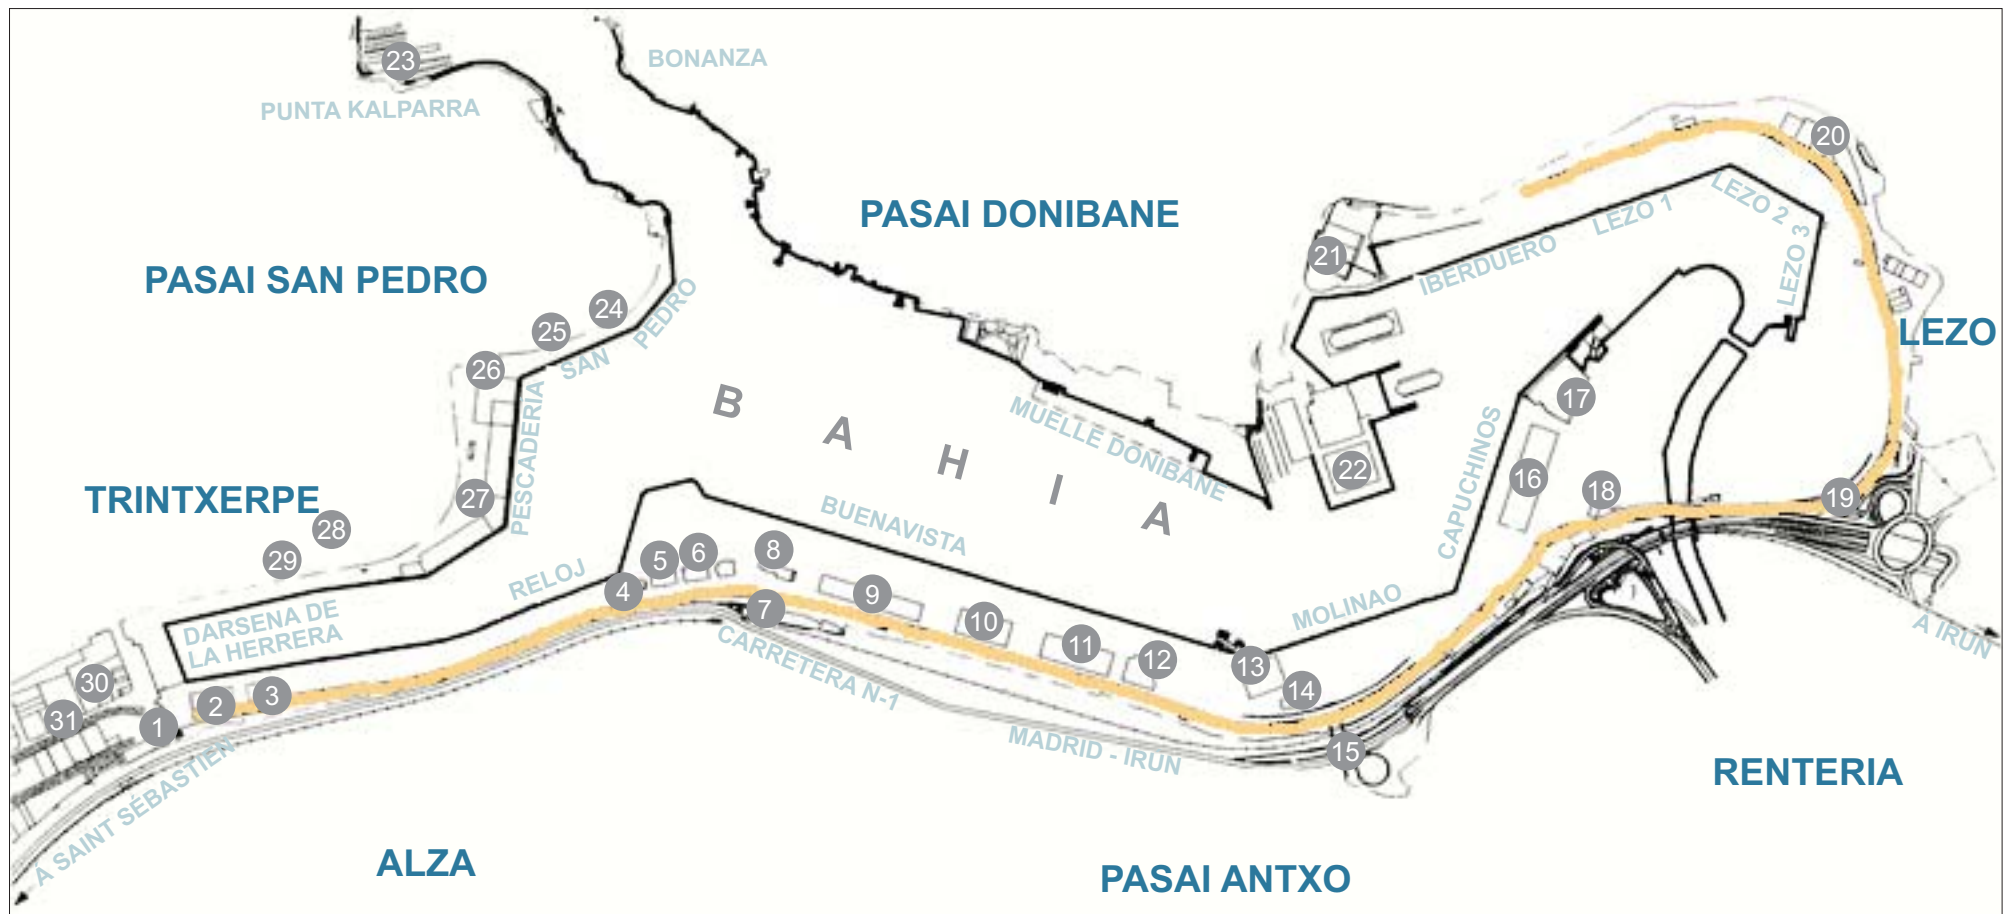 23
BONANZA
PUNTA KALPARRA
20
PASAI DONIBANE
LEZO 1
LEZO 2
LEZO 3
21
IBERDUERO
PASAI SAN PEDRO
24
25
SAN PEDRO
LEZO
26
PESCADERIA
17
BAHIA
MUELLE DONIBANE
CAPUCHINOS
22
16
18
19
TRINTXERPE
27
28
29
BUENAVISTA
RELOJ
4
5
6
8
7
9
10
11
12
13
14
MOLINAO
A IRUN
DARSENA DE
LA HERRERA
CARRETERA N-1
30
31
1
2
3
MADRID - IRUN
15
A SAINT SÉBASTIEN
RENTERIA
ALZA
PASAI ANTXO